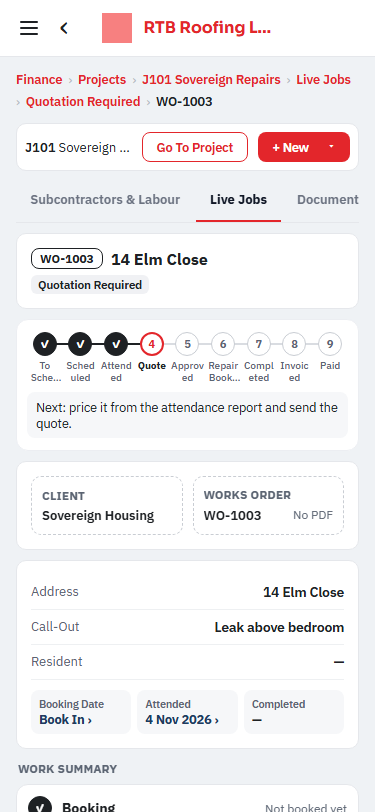 RTB Roofing L...
Finance › Projects › J101 Sovereign Repairs › Live Jobs
› Quotation Required › WO-1003
J101 Sovereign ... Go To Project + New
Subcontractors & Labour Live Jobs Document
WO-1003 14 Elm Close
Quotation Required
4 5 6 7 8 9
To Sched Attend Quote Approv Repair Compl Invoic Paid
Sche... uled ed ed Book... eted ed
Next: price it from the attendance report and send the
quote.
CLIENT WORKS ORDER
Sovereign Housing WO-1003 No PDF
Address 14 Elm Close
Call-Out Leak above bedroom
Resident —
Booking Date Attended Completed
Book In › 4 Nov 2026 › —
WORK SUMMARY
Booking Not booked yet